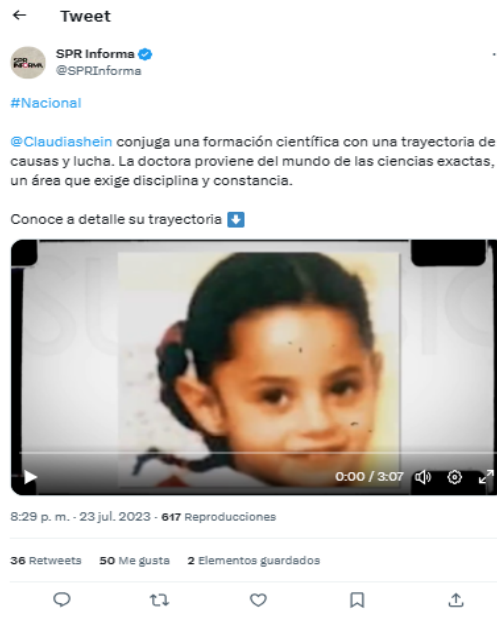 Tweet
SPR Informa
@SPRInforma
#Nacional
@Claudiashein conjuga una formación científica con una trayectoria de
causas y lucha. La doctora proviene del mundo de las ciencias exactas,
un área que exige disciplina y constancia.
Conoce a detalle su trayectoria
0:00 / 3:07
8:29 p. m. · 23 jul. 2023 · 617 Reproducciones
36 Retweets 50 Me gusta 2 Elementos guardados